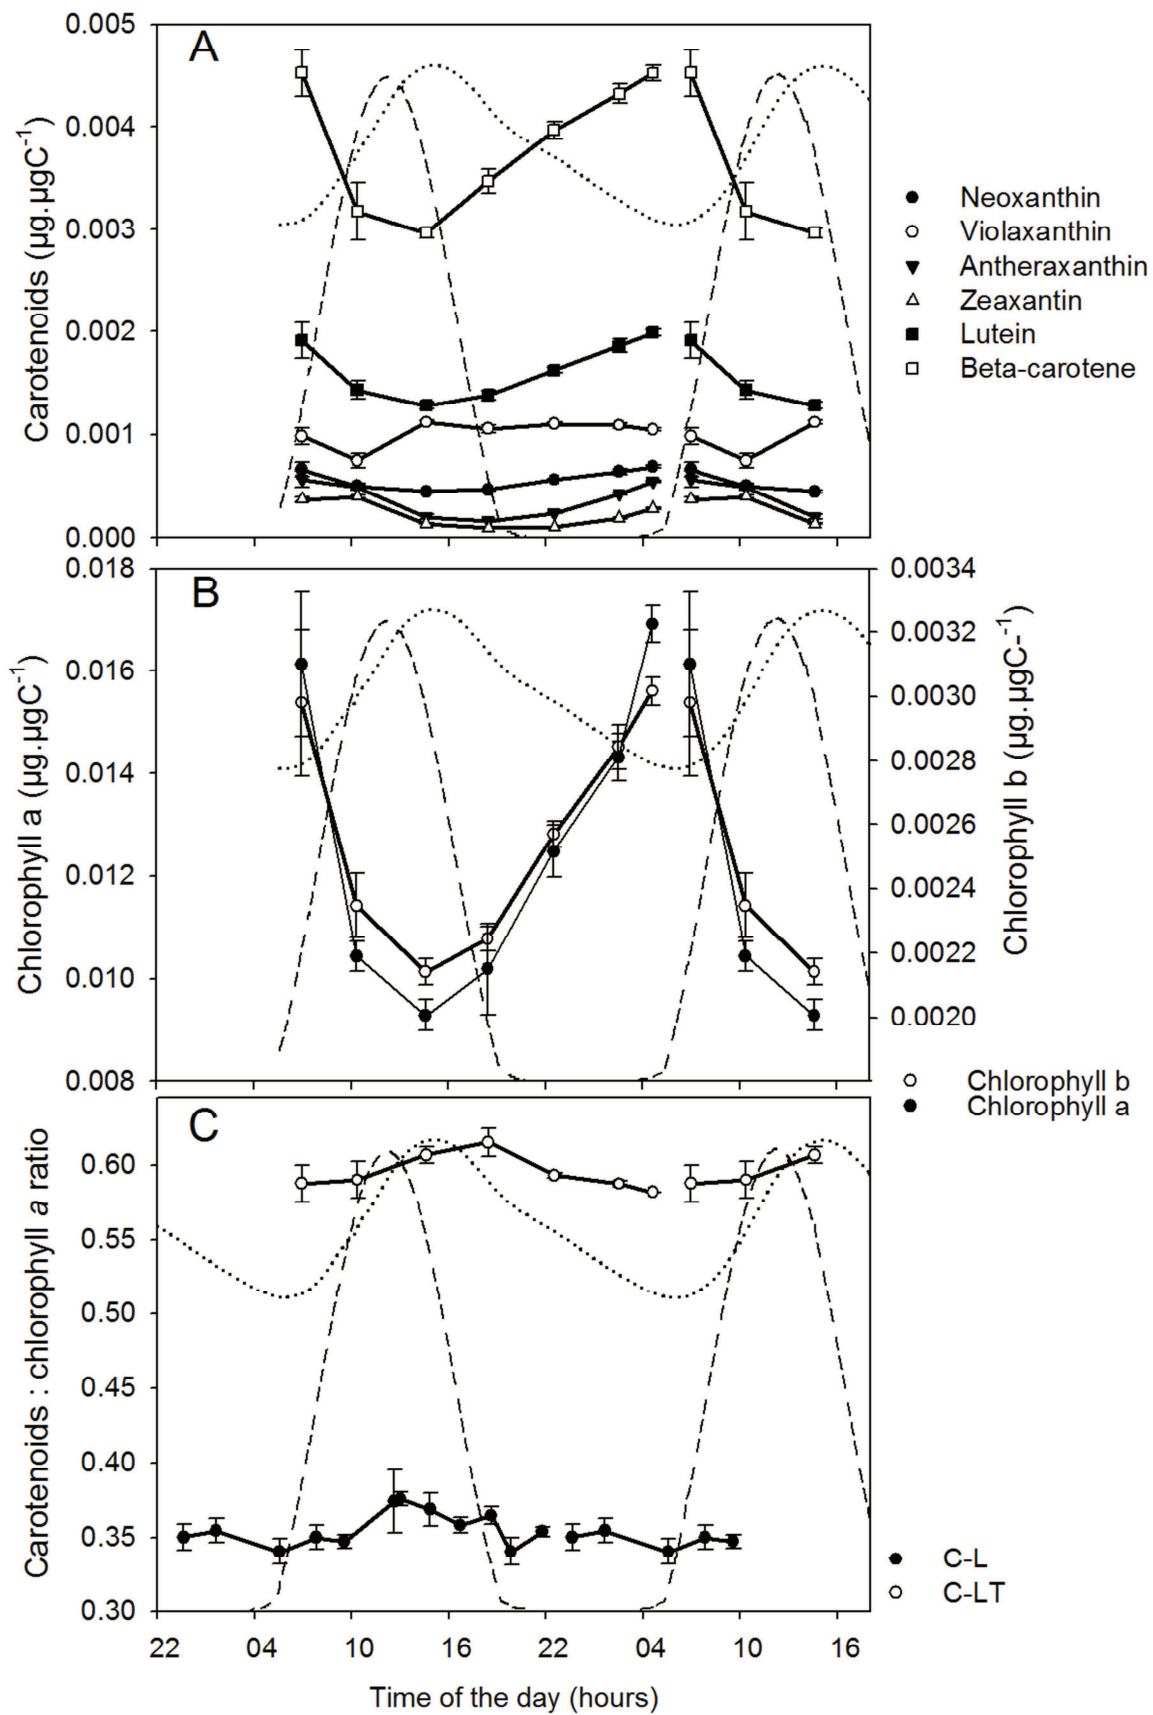 A
0.005
0.004
0.003
0.002
0.001
0.000
Carotenoids (µg.µgC⁻¹)
Neoxanthin
Violaxanthin
Antheraxanthin
Zeaxantin
Lutein
Beta-carotene
B
0.018
0.016
0.014
0.012
0.010
0.008
Chlorophyll a (µg.µgC⁻¹)
0.0034
0.0032
0.0030
0.0028
0.0026
0.0024
0.0022
0.0020
Chlorophyll b (µg.µgC-⁻¹)
Chlorophyll b
Chlorophyll a
C
0.60
0.55
0.50
0.45
0.40
0.35
0.30
Carotenoids : chlorophyll a ratio
C-L
C-LT
22 04 10 16 22 04 10 16
Time of the day (hours)